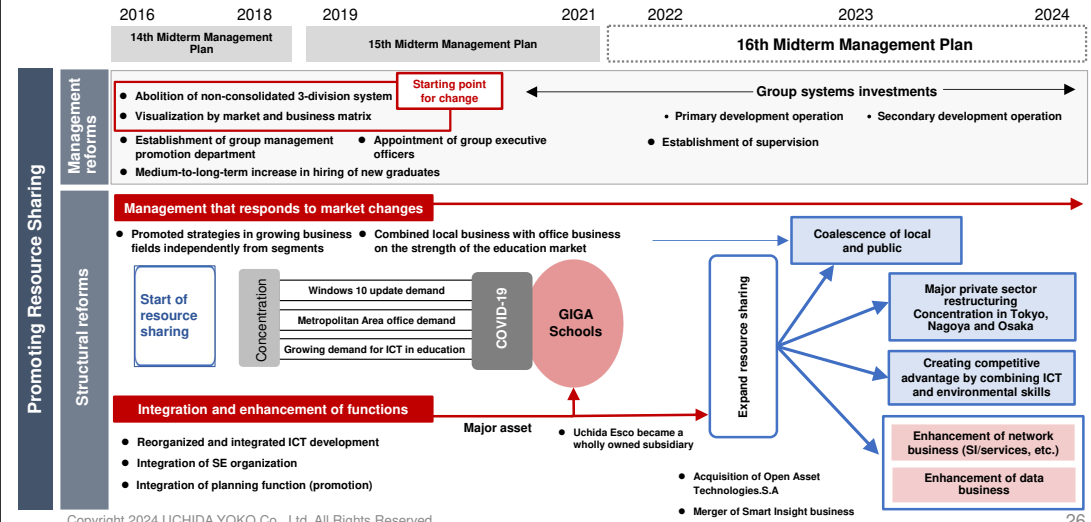 2016
2018
2019
2021
2022
2023
2024
14th Midterm Management
Plan
15th Midterm Management Plan
16th Midterm Management Plan
Promoting Resource Sharing
Management
reforms
Abolition of non-consolidated 3-division system
Visualization by market and business matrix
Starting point
for change
Establishment of group management
promotion department
Appointment of group executive
officers
Medium-to-long-term increase in hiring of new graduates
Group systems investments
Primary development operation
Secondary development operation
Establishment of supervision
Structural reforms
Management that responds to market changes
Promoted strategies in growing business
fields independently from segments
Combined local business with office business
on the strength of the education market
Start of
resource
sharing
Concentration
Windows 10 update demand
Metropolitan Area office demand
Growing demand for ICT in education
COVID-19
GIGA
Schools
Expand resource sharing
Coalescence of local
and public
Major private sector
restructuring
Concentration in Tokyo,
Nagoya and Osaka
Creating competitive
advantage by combining ICT
and environmental skills
Enhancement of network
business (SI/services, etc.)
Enhancement of data
business
Integration and enhancement of functions
Major asset
Reorganized and integrated ICT development
Integration of SE organization
Integration of planning function (promotion)
Uchida Esco became a
wholly owned subsidiary
Acquisition of Open Asset
Technologies.S.A
Merger of Smart Insight business
Copyright 2024 UCHIDA YOKO Co., Ltd. All Rights Reserved
26